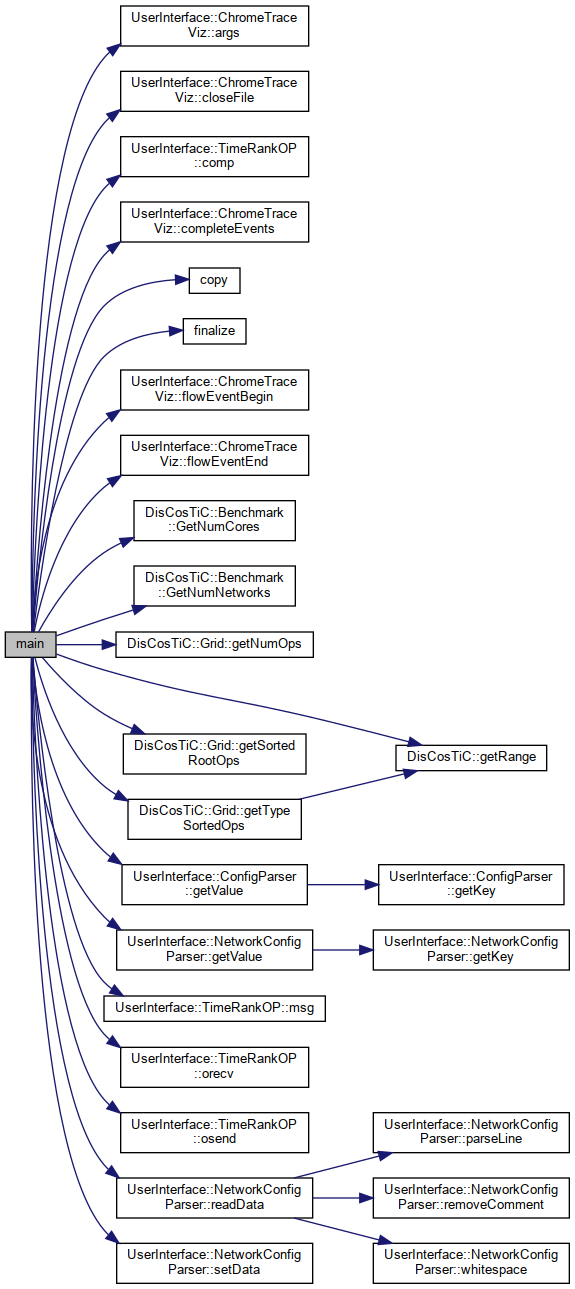 UserInterface::ChromeTrace
Viz::args
UserInterface::ChromeTrace
Viz::closeFile
UserInterface::TimeRankOP
::comp
UserInterface::ChromeTrace
Viz::completeEvents
copy
finalize
UserInterface::ChromeTrace
Viz::flowEventBegin
UserInterface::ChromeTrace
Viz::flowEventEnd
DisCosTiC::Benchmark
::GetNumCores
DisCosTiC::Benchmark
::GetNumNetworks
main
DisCosTiC::Grid::getNumOps
DisCosTiC::Grid::getSorted
RootOps
DisCosTiC::getRange
DisCosTiC::Grid::getType
SortedOps
UserInterface::ConfigParser
::getValue
UserInterface::ConfigParser
::getKey
UserInterface::NetworkConfig
Parser::getValue
UserInterface::NetworkConfig
Parser::getKey
UserInterface::TimeRankOP::msg
UserInterface::TimeRankOP
::orecv
UserInterface::TimeRankOP
::osend
UserInterface::NetworkConfig
Parser::parseLine
UserInterface::NetworkConfig
Parser::readData
UserInterface::NetworkConfig
Parser::removeComment
UserInterface::NetworkConfig
Parser::setData
UserInterface::NetworkConfig
Parser::whitespace